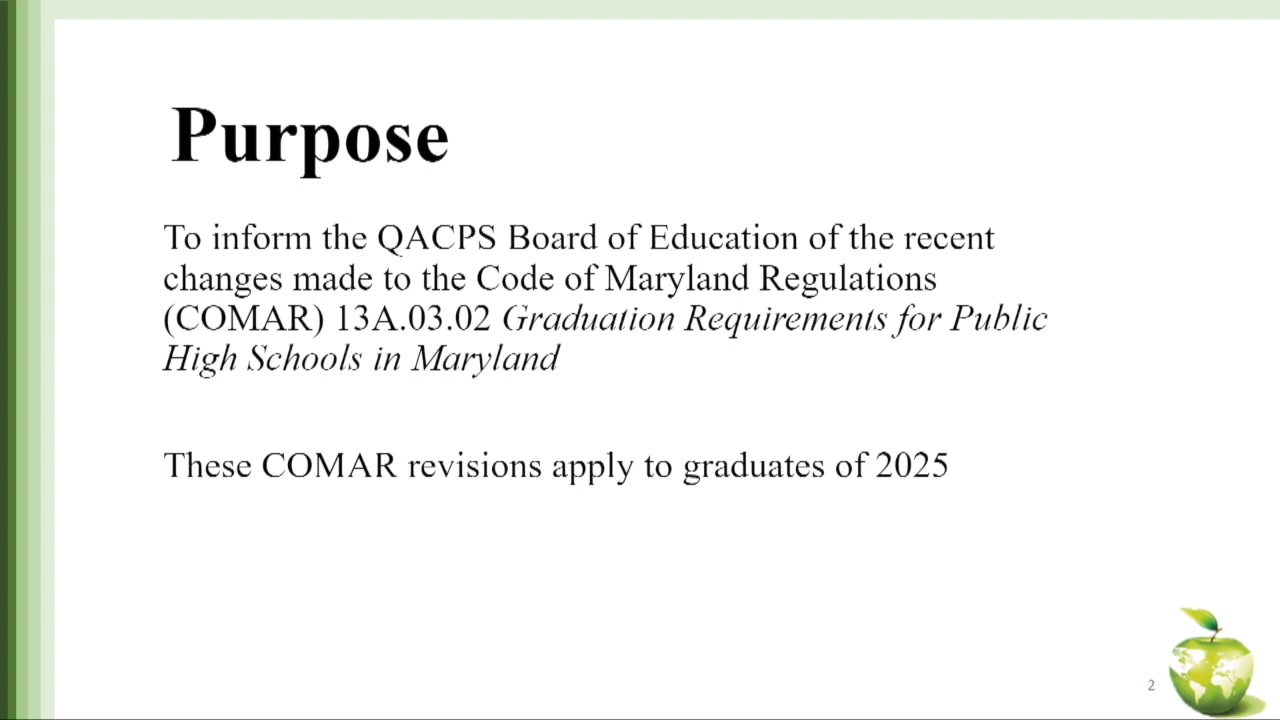 Purpose
To inform the QACPS Board of Education of the recent
changes made to the Code of Maryland Regulations
(COMAR) 13A.03.02 Graduation Requirements for Public
High Schools in Maryland
These COMAR revisions apply to graduates of 2025
2